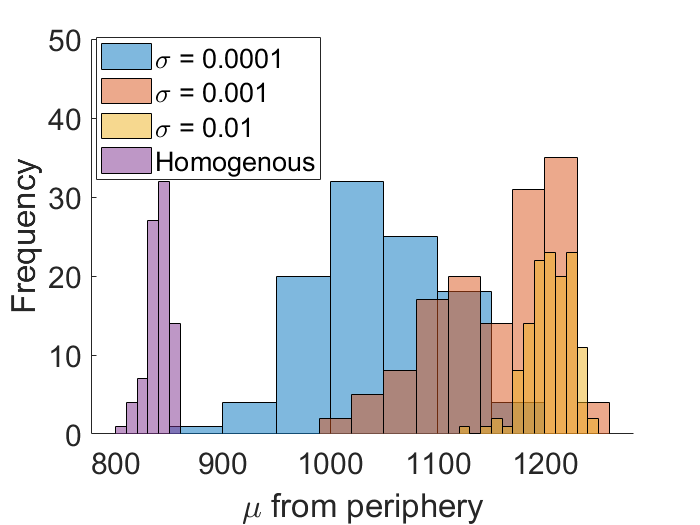 50
40
30
20
10
0
Frequency
σ = 0.0001
σ = 0.001
σ = 0.01
Homogenous
800 900 1000 1100 1200
μ from periphery